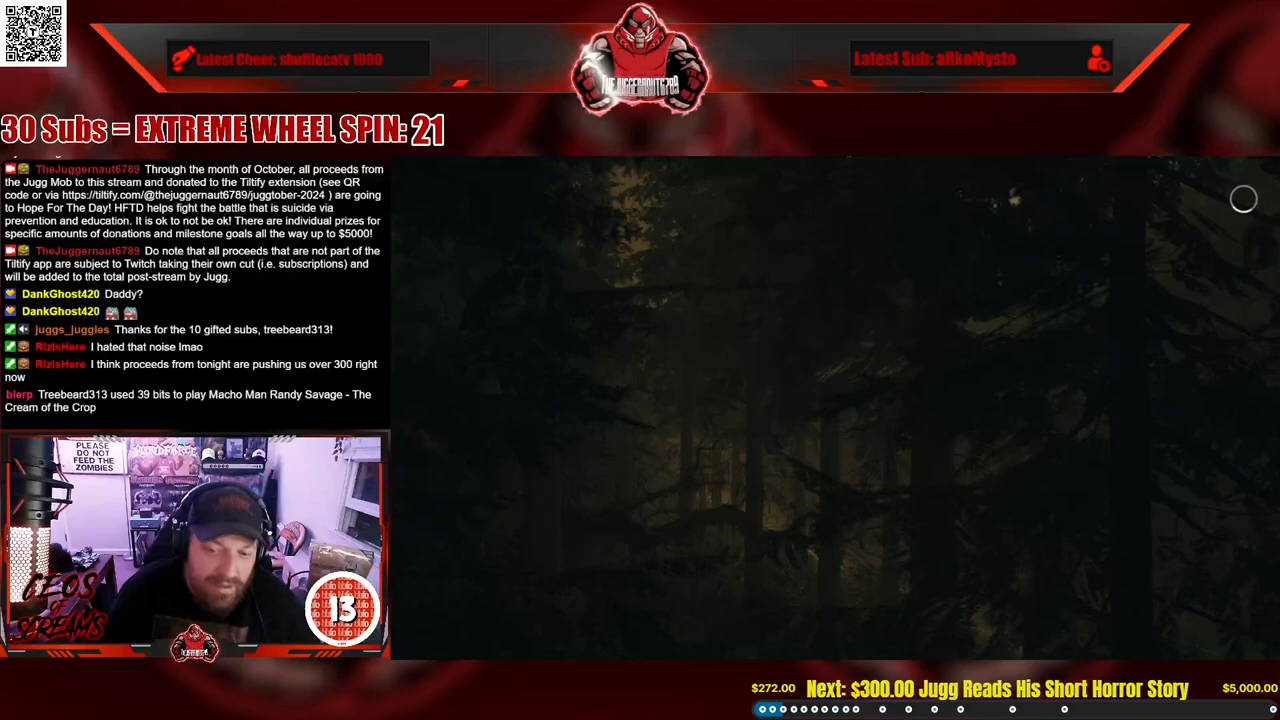 Latest Cheer: shufflecatv 1000
THEJUGGERNAUT6789
Latest Sub: aRkoMysto
30 Subs = EXTREME WHEEL SPIN: 21
TheJuggernaut6789 Through the month of October, all proceeds from
the Jugg Mob to this stream and donated to the Tiltify extension (see QR
code or via https://tiltify.com/@thejuggernaut6789/juggtober-2024 ) are going
to Hope For The Day! HFTD helps fight the battle that is suicide via
prevention and education. It is ok to not be ok! There are individual prizes for
specific amounts of donations and milestone goals all the way up to $5000!
TheJuggernaut6789 Do note that all proceeds that are not part of the
Tiltify app are subject to Twitch taking their own cut (i.e. subscriptions) and
will be added to the total post-stream by Jugg.
DankGhost420 Daddy?
DankGhost420
juggs_juggies Thanks for the 10 gifted subs, treebeard313!
RizIsHere I hated that noise lmao
RizIsHere I think proceeds from tonight are pushing us over 300 right
now
blerp Treebeard313 used 39 bits to play Macho Man Randy Savage - The
Cream of the Crop
PLEASE
DO NOT
FEED THE
ZOMBIES
CEOS
OF
STREAMS
13
$272.00 Next: $300.00 Jugg Reads His Short Horror Story $5,000.00